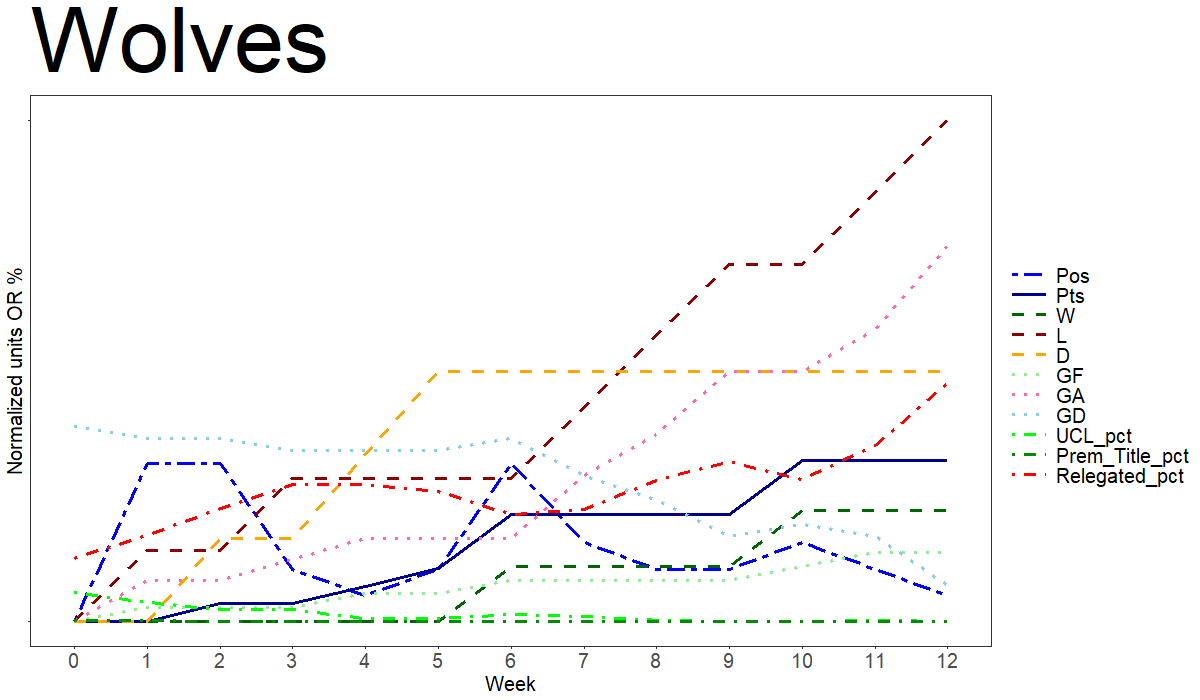 Wolves
Normalized units OR %
0 1 2 3 4 5 6 7 8 9 10 11 12
Week
Pos
Pts
W
L
D
GF
GA
GD
UCL_pct
Prem_Title_pct
Relegated_pct